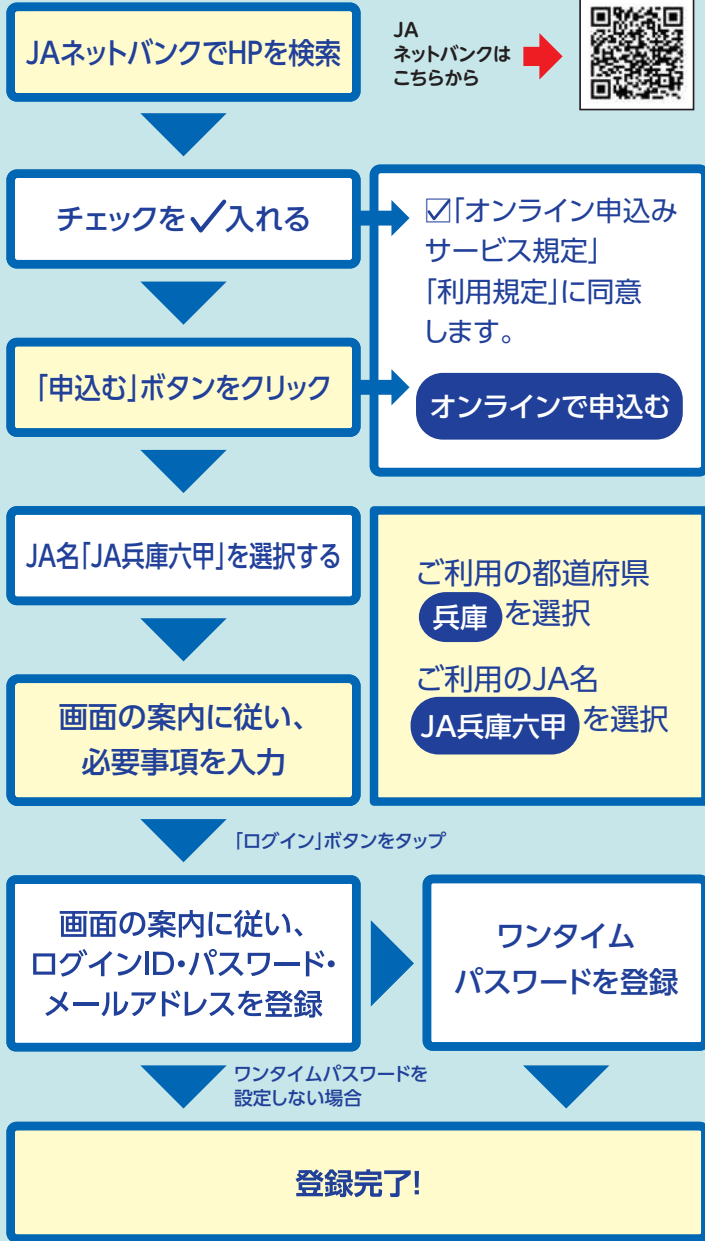 JAネットバンクでHPを検索
JA
ネットバンクは
こちらから
チェックを✓入れる
☑「オンライン申込み
サービス規定」
「利用規定」に同意
します。
「申込む」ボタンをクリック
オンラインで申込む
JA名「JA兵庫六甲」を選択する
ご利用の都道府県
兵庫 を選択
ご利用のJA名
JA兵庫六甲 を選択
画面の案内に従い、
必要事項を入力
「ログイン」ボタンをタップ
画面の案内に従い、
ログインID・パスワード・
メールアドレスを登録
ワンタイム
パスワードを登録
ワンタイムパスワードを
設定しない場合
登録完了!